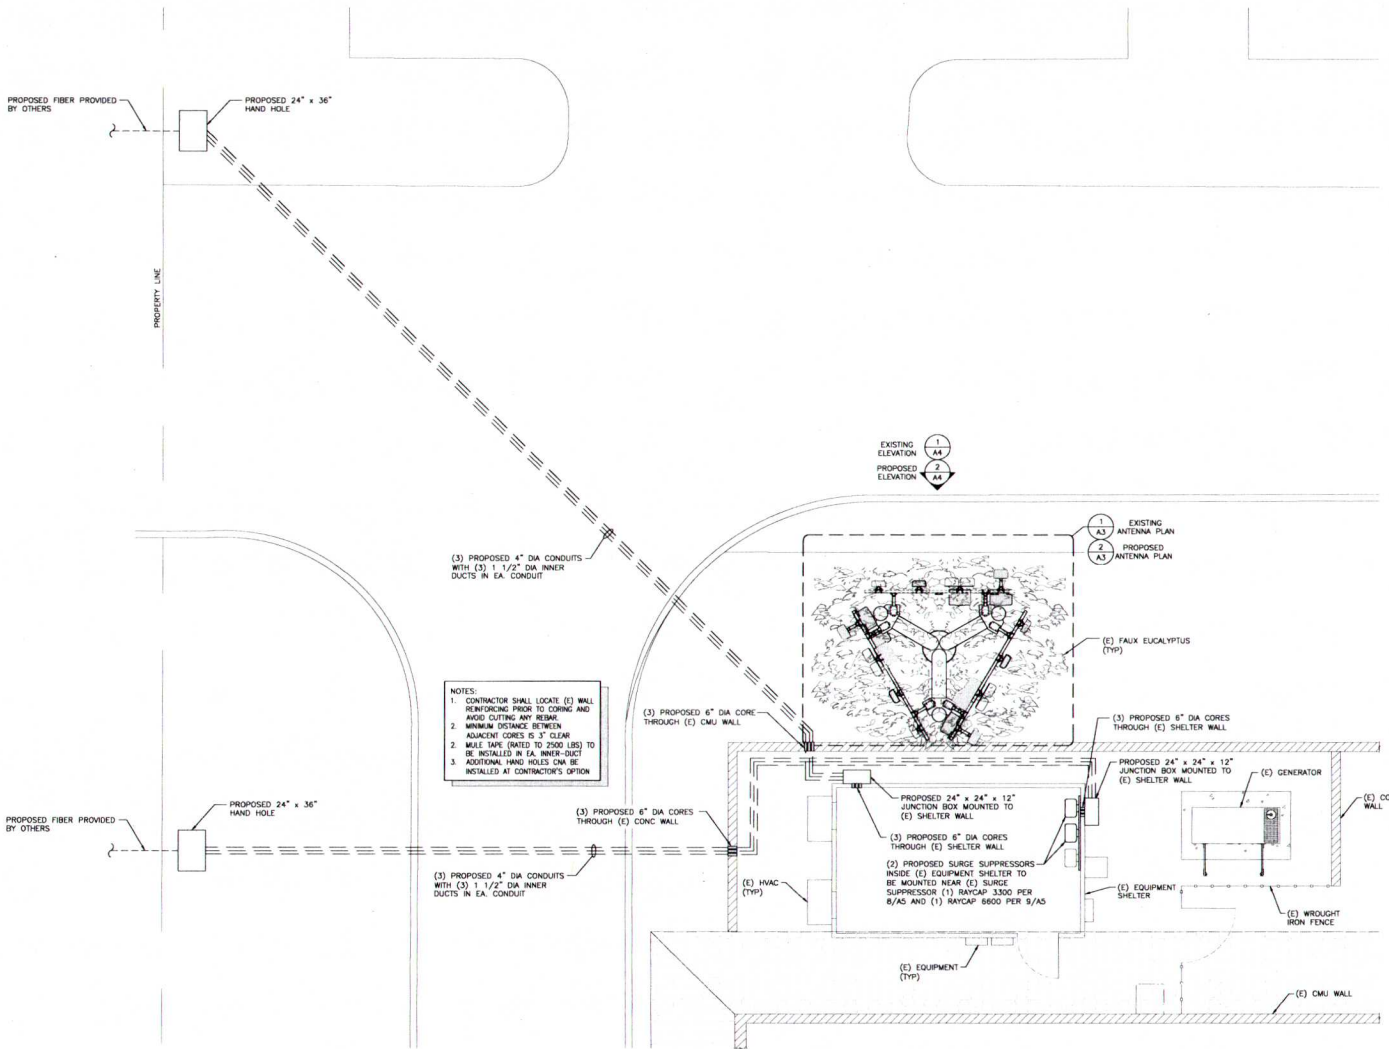 PROPOSED FIBER PROVIDED
BY OTHERS
PROPOSED 24" x 36"
HAND HOLE
PROPERTY LINE
EXISTING
ELEVATION
1
A4
PROPOSED
ELEVATION
2
A4
1
A3
EXISTING
ANTENNA PLAN
2
A3
PROPOSED
ANTENNA PLAN
(3) PROPOSED 4" DIA CONDUITS
WITH (3) 1 1/2" DIA INNER
DUCTS IN EA. CONDUIT
(E) FAUX EUCALYPTUS
(TYP)
NOTES:
1. CONTRACTOR SHALL LOCATE (E) WALL
REINFORCING PRIOR TO CORING AND
AVOID CUTTING ANY REBAR.
2. MINIMUM DISTANCE BETWEEN
ADJACENT CORES IS 3" CLEAR
2. MULE TAPE (RATED TO 2500 LBS) TO
BE INSTALLED IN EA. INNER-DUCT
3. ADDITIONAL HAND HOLES CNA BE
INSTALLED AT CONTRACTOR'S OPTION
(3) PROPOSED 6" DIA CORE
THROUGH (E) CMU WALL
(3) PROPOSED 6" DIA CORES
THROUGH (E) SHELTER WALL
PROPOSED 24" x 24" x 12"
JUNCTION BOX MOUNTED TO
(E) SHELTER WALL
(E) GENERATOR
(E) CO
WALL
PROPOSED 24" x 24" x 12"
JUNCTION BOX MOUNTED TO
(E) SHELTER WALL
(3) PROPOSED 6" DIA CORES
THROUGH (E) SHELTER WALL
PROPOSED 24" x 36"
HAND HOLE
PROPOSED FIBER PROVIDED
BY OTHERS
(3) PROPOSED 6" DIA CORES
THROUGH (E) CONC WALL
(3) PROPOSED 4" DIA CONDUITS
WITH (3) 1 1/2" DIA INNER
DUCTS IN EA. CONDUIT
(2) PROPOSED SURGE SUPPRESSORS
INSIDE (E) EQUIPMENT SHELTER TO
BE MOUNTED NEAR (E) SURGE
SUPPRESSOR (1) RAYCAP 3300 PER
8/A5 AND (1) RAYCAP 6600 PER 9/A5
(E) HVAC
(TYP)
(E) EQUIPMENT
SHELTER
(E) WROUGHT
IRON FENCE
(E) EQUIPMENT
(TYP)
(E) CMU WALL